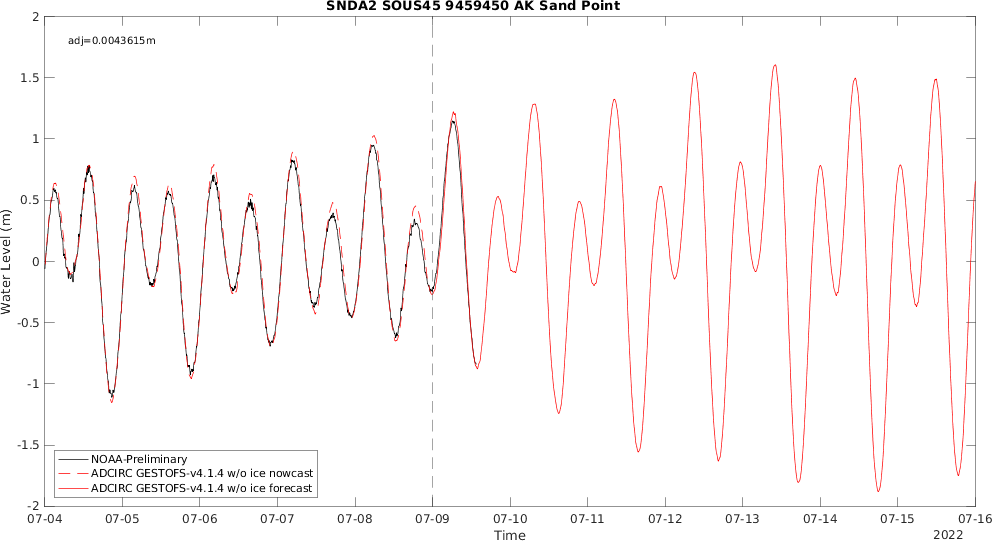 SNDA2 SOUS45 9459450 AK Sand Point
adj=0.0043615m
2
1.5
1
0.5
0
-0.5
-1
-1.5
-2
Water Level (m)
NOAA-Preliminary
ADCIRC GESTOFS-v4.1.4 w/o ice nowcast
ADCIRC GESTOFS-v4.1.4 w/o ice forecast
07-04 07-05 07-06 07-07 07-08 07-09 07-10 07-11 07-12 07-13 07-14 07-15 07-16
Time
2022